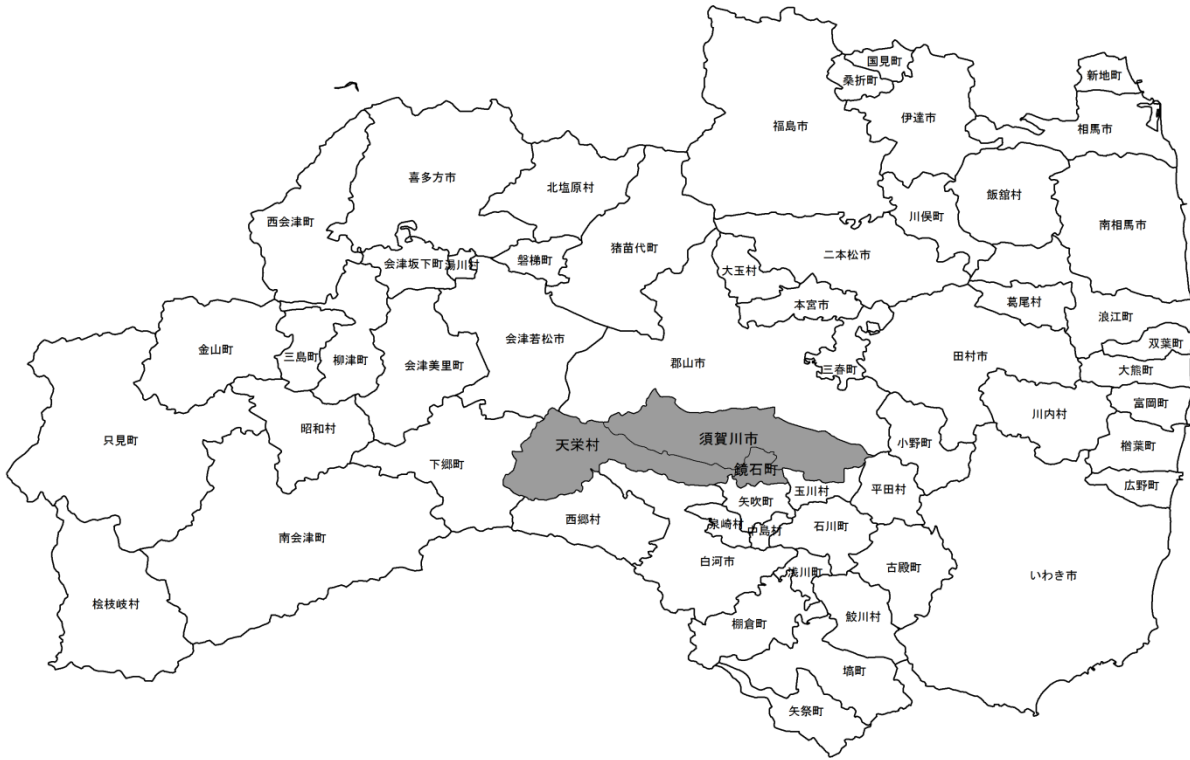 国見町
桑折町
新地町
福島市
伊達市
相馬市
喜多方市
北塩原村
飯舘村
西会津町
川俣町
南相馬市
猪苗代町
二本松市
会津坂下町
湯川村
磐梯町
大玉村
本宮市
葛尾村
浪江町
金山町
三島町
柳津町
会津美里町
会津若松市
郡山市
三春町
田村市
双葉町
大熊町
富岡町
只見町
昭和村
天栄村
須賀川市
川内村
小野町
楢葉町
下郷町
鏡石町
玉川村
平田村
広野町
西郷村
矢吹町
泉崎村
中島村
石川町
南会津町
白河市
浅川町
古殿町
いわき市
桧枝岐村
棚倉町
鮫川村
塙町
矢祭町